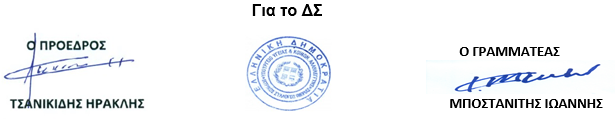 Για το ΔΣ
Ο ΠΡΟΕΔΡΟΣ
Ο ΓΡΑΜΜΑΤΕΑΣ
ΕΛΛΗΝΙΚΗ ΔΗΜΟΚΡΑΤΙΑ
ΤΣΑΝΙΚΙΔΗΣ ΗΡΑΚΛΗΣ
ΜΠΟΣΤΑΝΙΤΗΣ ΙΩΑΝΝΗΣ